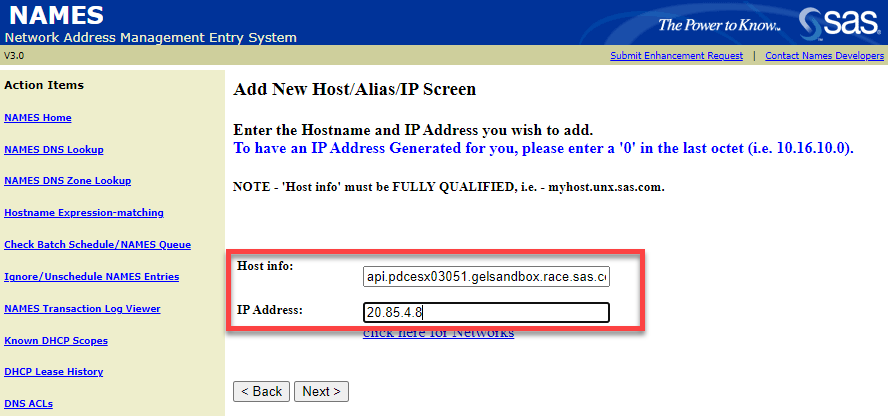 NAMES
Network Address Management Entry System
The Power to Know.
sas.
V3.0
Submit Enhancement Request | Contact Names Developers
Action Items
NAMES Home
NAMES DNS Lookup
NAMES DNS Zone Lookup
Hostname Expression-matching
Check Batch Schedule/NAMES Queue
Ignore/Unschedule NAMES Entries
NAMES Transaction Log Viewer
Known DHCP Scopes
DHCP Lease History
DNS ACLs
Add New Host/Alias/IP Screen
Enter the Hostname and IP Address you wish to add.
To have an IP Address Generated for you, please enter a '0' in the last octet (i.e. 10.16.10.0).
NOTE - 'Host info' must be FULLY QUALIFIED, i.e. - myhost.unx.sas.com.
Host info: api.pdcesx03051.gelsandbox.race.sas.c
IP Address: 20.85.4.8
click here for Networks
< Back Next >